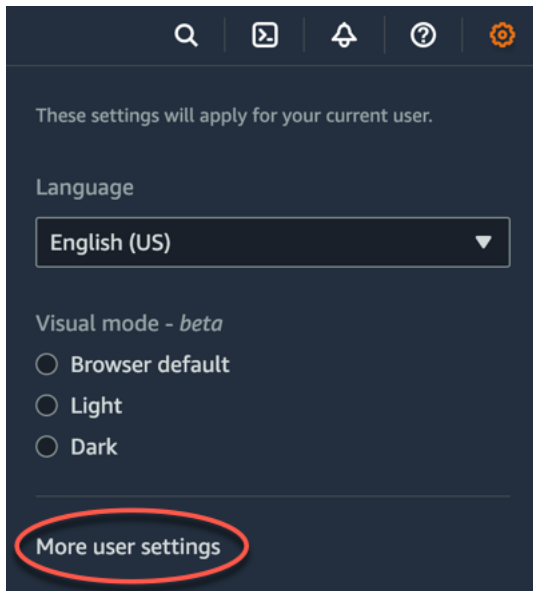 These settings will apply for your current user.
Language
English (US)
Visual mode - beta
Browser default
Light
Dark
More user settings